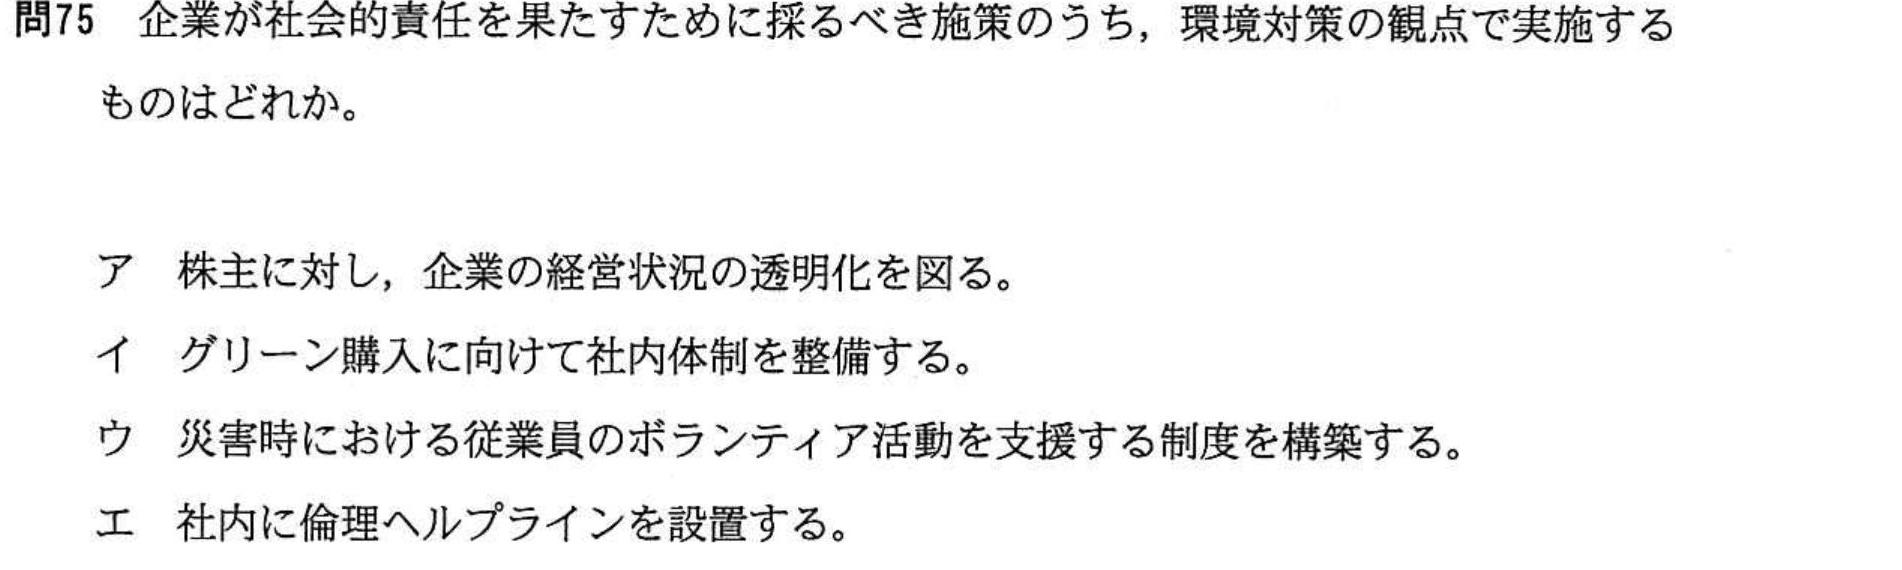 問75　企業が社会的責任を果たすために採るべき施策のうち，環境対策の観点で実施する
ものはどれか。
ア　株主に対し，企業の経営状況の透明化を図る。
イ　グリーン購入に向けて社内体制を整備する。
ウ　災害時における従業員のボランティア活動を支援する制度を構築する。
エ　社内に倫理ヘルプラインを設置する。